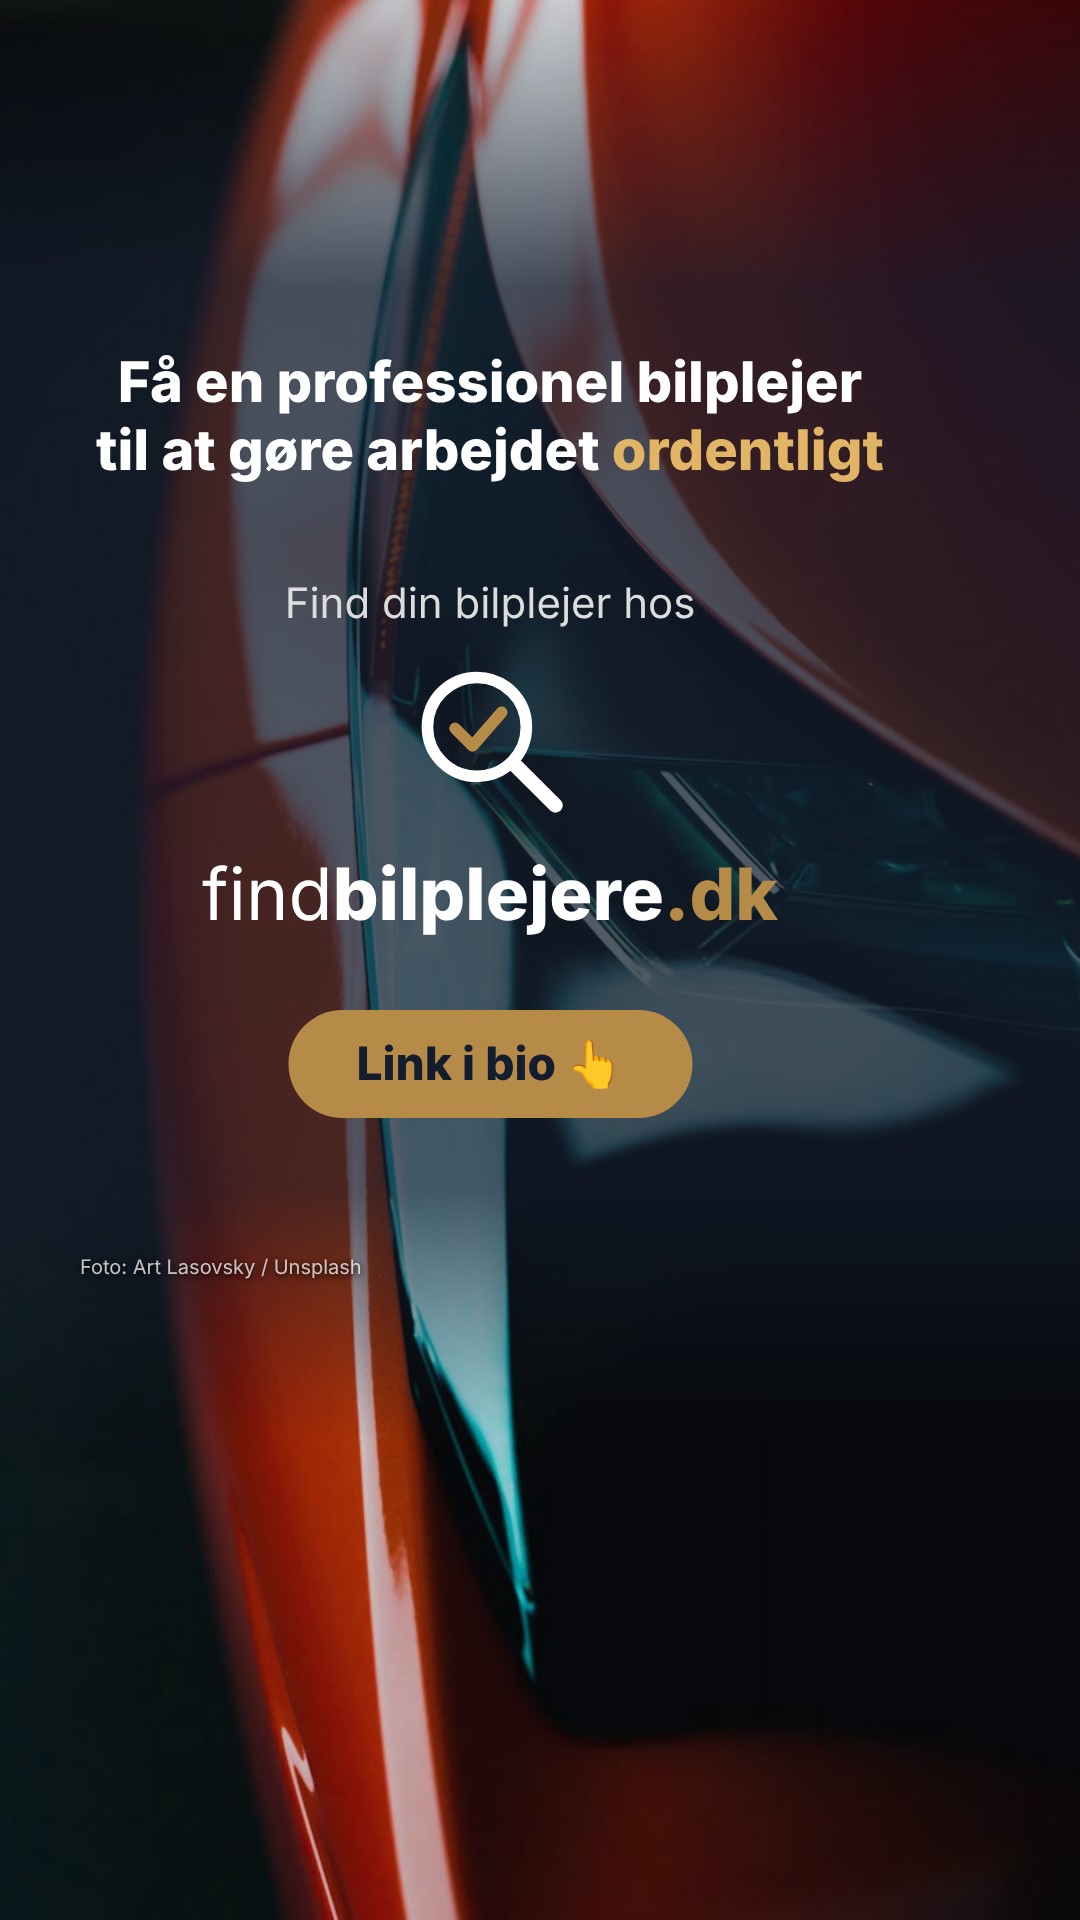 Få en professionel bilplejer
til at gøre arbejdet ordentligt
Find din bilplejer hos
findbilplejere.dk
Link i bio 👆
Foto: Art Lasovsky / Unsplash